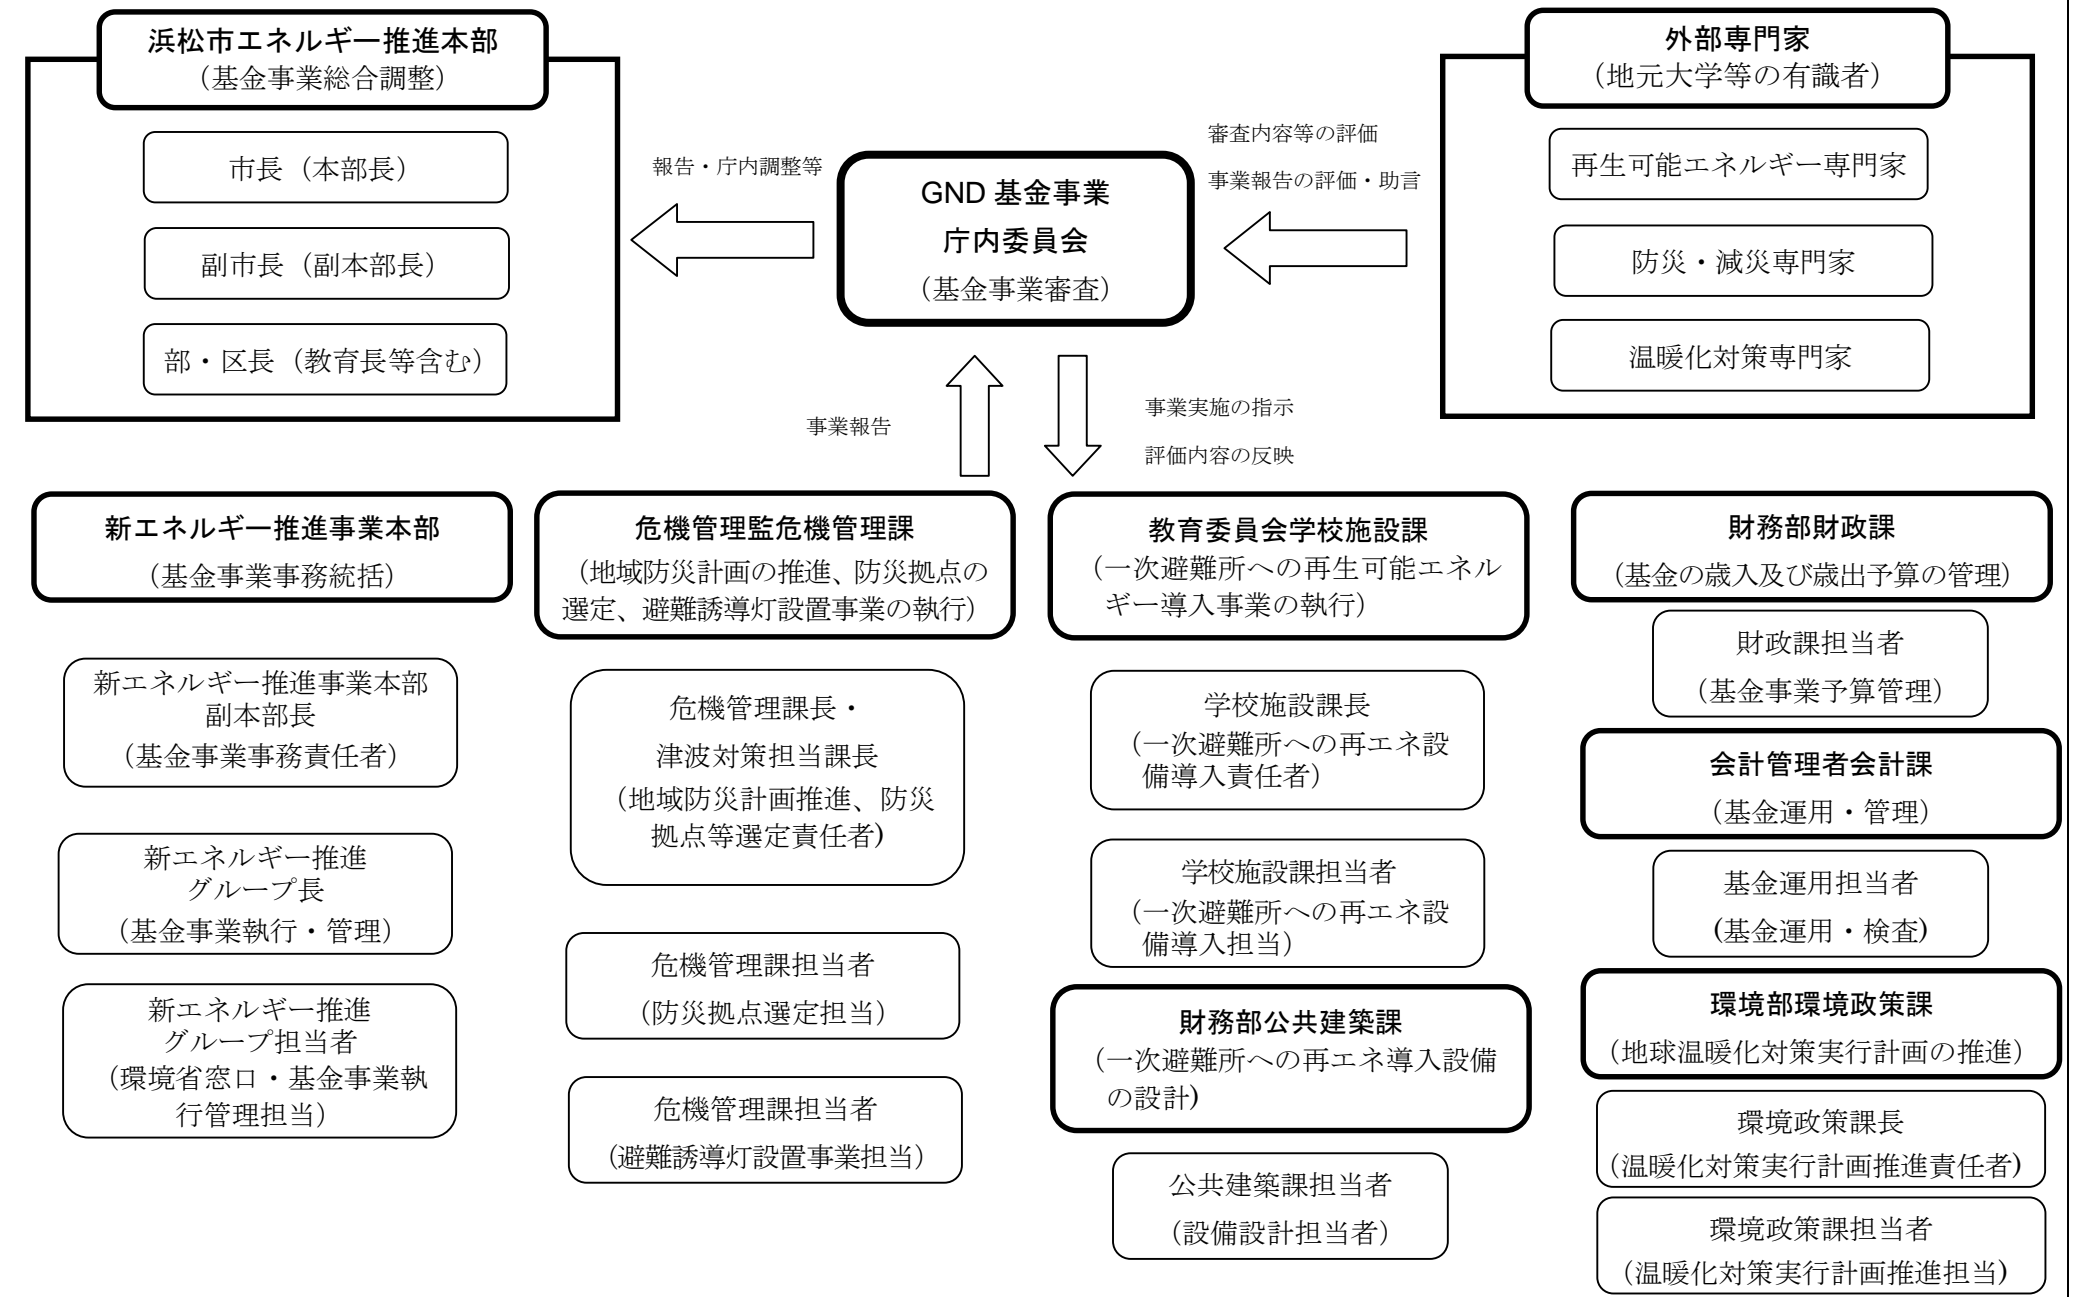 浜松市エネルギー推進本部
（基金事業総合調整）
市長（本部長）
副市長（副本部長）
部・区長（教育長等含む）
報告・庁内調整等
GND 基金事業
庁内委員会
（基金事業審査）
審査内容等の評価
事業報告の評価・助言
外部専門家
（地元大学等の有識者）
再生可能エネルギー専門家
防災・減災専門家
温暖化対策専門家
事業報告
事業実施の指示
評価内容の反映
新エネルギー推進事業本部
（基金事業事務統括）
新エネルギー推進事業本部
副本部長
（基金事業事務責任者）
新エネルギー推進
グループ長
（基金事業執行・管理）
新エネルギー推進
グループ担当者
（環境省窓口・基金事業執
行管理担当）
危機管理監危機管理課
（地域防災計画の推進、防災拠点の
選定、避難誘導灯設置事業の執行）
危機管理課長・
津波対策担当課長
（地域防災計画推進、防災
拠点等選定責任者)
危機管理課担当者
（防災拠点選定担当）
危機管理課担当者
（避難誘導灯設置事業担当）
教育委員会学校施設課
（一次避難所への再生可能エネル
ギー導入事業の執行）
学校施設課長
（一次避難所への再エネ設
備導入責任者）
学校施設課担当者
（一次避難所への再エネ設
備導入担当）
財務部公共建築課
（一次避難所への再エネ導入設備
の設計)
公共建築課担当者
（設備設計担当者）
財務部財政課
（基金の歳入及び歳出予算の管理）
財政課担当者
（基金事業予算管理）
会計管理者会計課
（基金運用・管理）
基金運用担当者
(基金運用・検査)
環境部環境政策課
（地球温暖化対策実行計画の推進）
環境政策課長
（温暖化対策実行計画推進責任者)
環境政策課担当者
（温暖化対策実行計画推進担当)